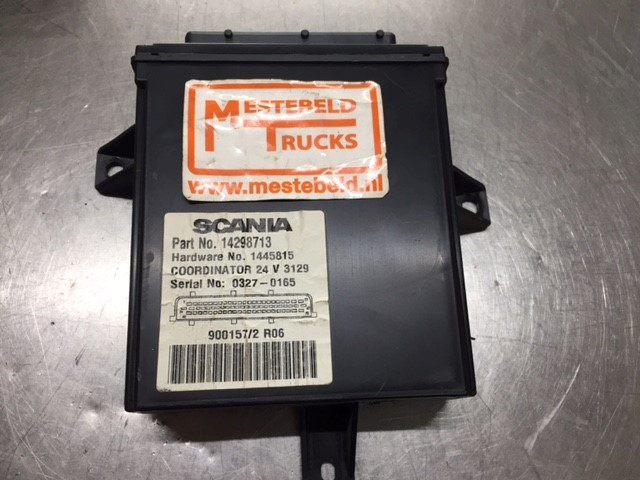 MESTEBELD
TRUCKS
www.mestebeld.nl
SCANIA
Part No. 14298713
Hardware No. 1445815
COORDINATOR 24 V 3129
Serial No: 0327-0165
900157/2 R06